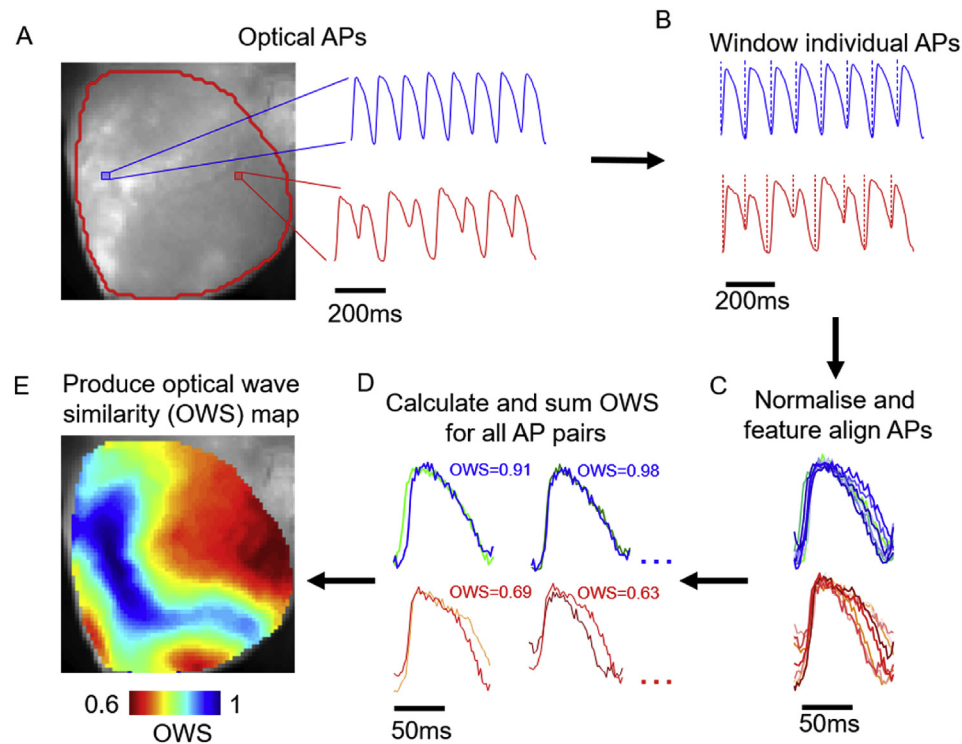 A
Optical APs
200ms
B
Window individual APs
200ms
C
Normalise and
feature align APs
50ms
D
Calculate and sum OWS
for all AP pairs
OWS=0.91
OWS=0.98
OWS=0.69
OWS=0.63
50ms
E
Produce optical wave
similarity (OWS) map
0.6
1
OWS